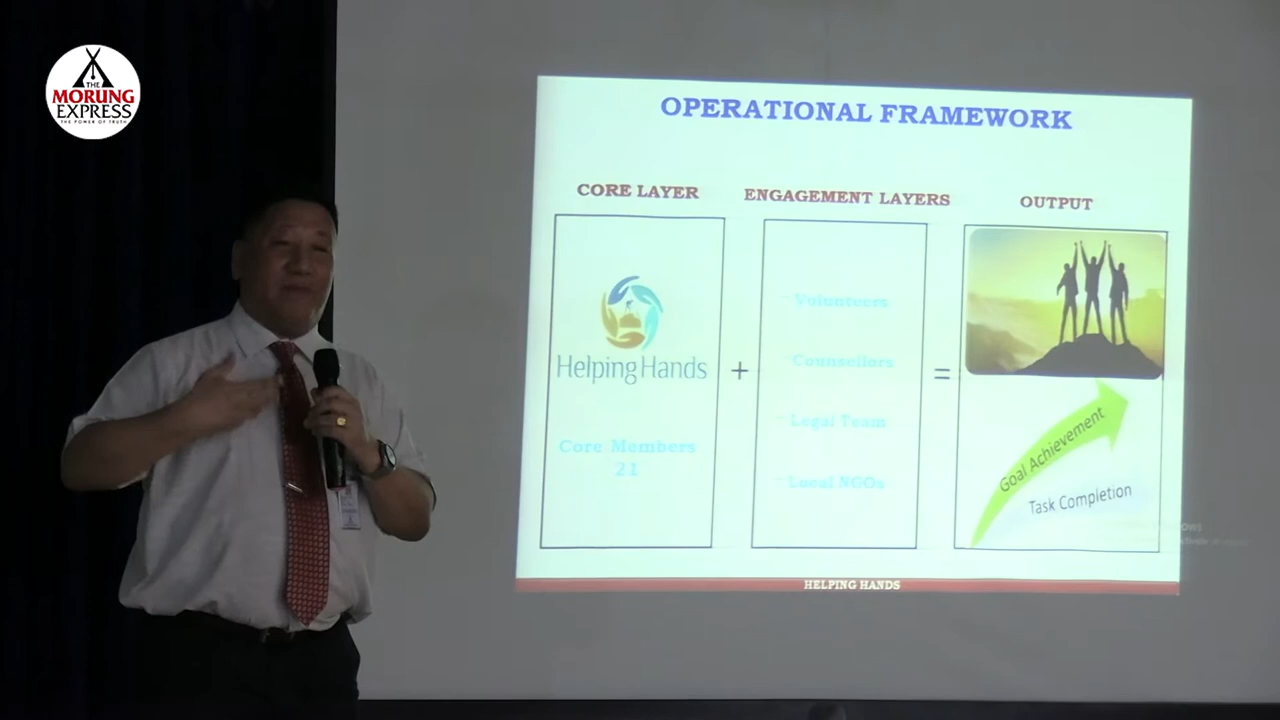 THE
MORUNG
EXPRESS
THE POWER OF TRUTH
OPERATIONAL FRAMEWORK
CORE LAYER
ENGAGEMENT LAYERS
OUTPUT
Helping Hands
Core Members
21
+
Volunteers
Counsellors
Legal Team
Local NGOs
=
Goal Achievement
Task Completion
HELPING HANDS